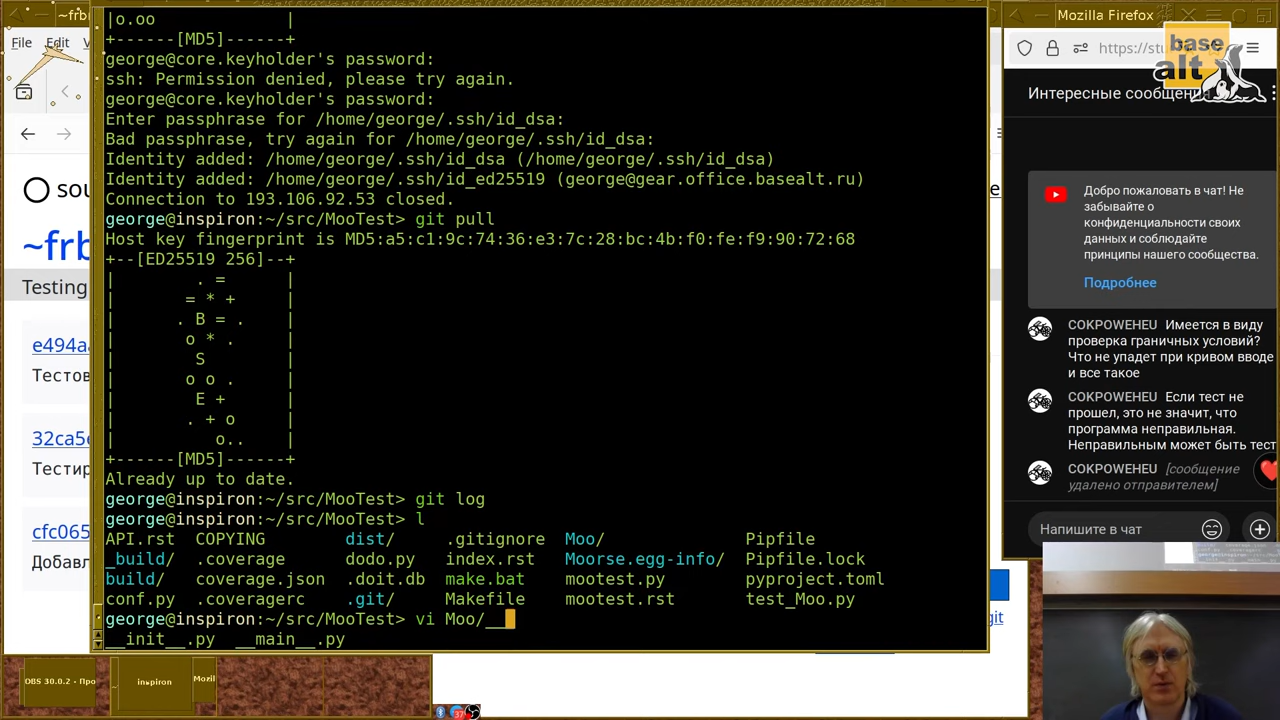 ~frb
File Edit V
sou
~frb
Testing
e494a
Тестов
32ca5
Тестир
cfc065
Добавл
|o.oo |
+------[MD5]------+
george@core.keyholder's password:
ssh: Permission denied, please try again.
george@core.keyholder's password:
Enter passphrase for /home/george/.ssh/id_dsa:
Bad passphrase, try again for /home/george/.ssh/id_dsa:
Identity added: /home/george/.ssh/id_dsa (/home/george/.ssh/id_dsa)
Identity added: /home/george/.ssh/id_ed25519 (george@gear.office.basealt.ru)
Connection to 193.106.92.53 closed.
george@inspiron:~/src/MooTest> git pull
Host key fingerprint is MD5:a5:c1:9c:74:36:e3:7c:28:bc:4b:f0:fe:f9:90:72:68
+--[ED25519 256]--+
| . = |
| = * + |
| . B = . |
| o * . |
| S |
| o o . |
| E + |
| . + o |
| o.. |
+------[MD5]------+
Already up to date.
george@inspiron:~/src/MooTest> git log
george@inspiron:~/src/MooTest> l
API.rst COPYING dist/ .gitignore Moo/ Pipfile
_build/ .coverage dodo.py index.rst Moorse.egg-info/ Pipfile.lock
build/ coverage.json .doit.db make.bat mootest.py pyproject.toml
conf.py .coveragerc .git/ Makefile mootest.rst test_Moo.py
george@inspiron:~/src/MooTest> vi Moo/__
__init__.py __main__.py
git
OBS 30.0.2 - Про
inspiron
Mozil
37
Mozilla Firefox
https://stu
base
alt
Интересные сообщения
Добро пожаловать в чат! Не
забывайте о
конфиденциальности своих
данных и соблюдайте
принципы нашего сообщества.
Подробнее
COKPOWEHEU Имеется в виду
проверка граничных условий?
Что не упадет при кривом вводе
и все такое
COKPOWEHEU Если тест не
прошел, это не значит, что
программа неправильная.
Неправильным может быть тест
COKPOWEHEU [сообщение
удалено отправителем]
Напишите в чат